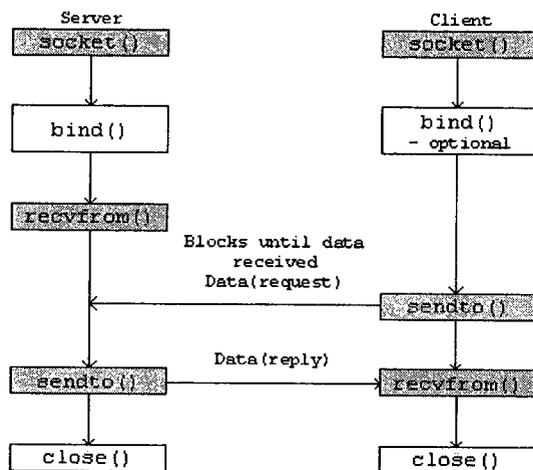 Server
Client
socket()
socket()
bind()
bind()
- optional
recvfrom()
Blocks until data
received
Data(request)
sendto()
Data(reply)
sendto()
recvfrom()
close()
close()